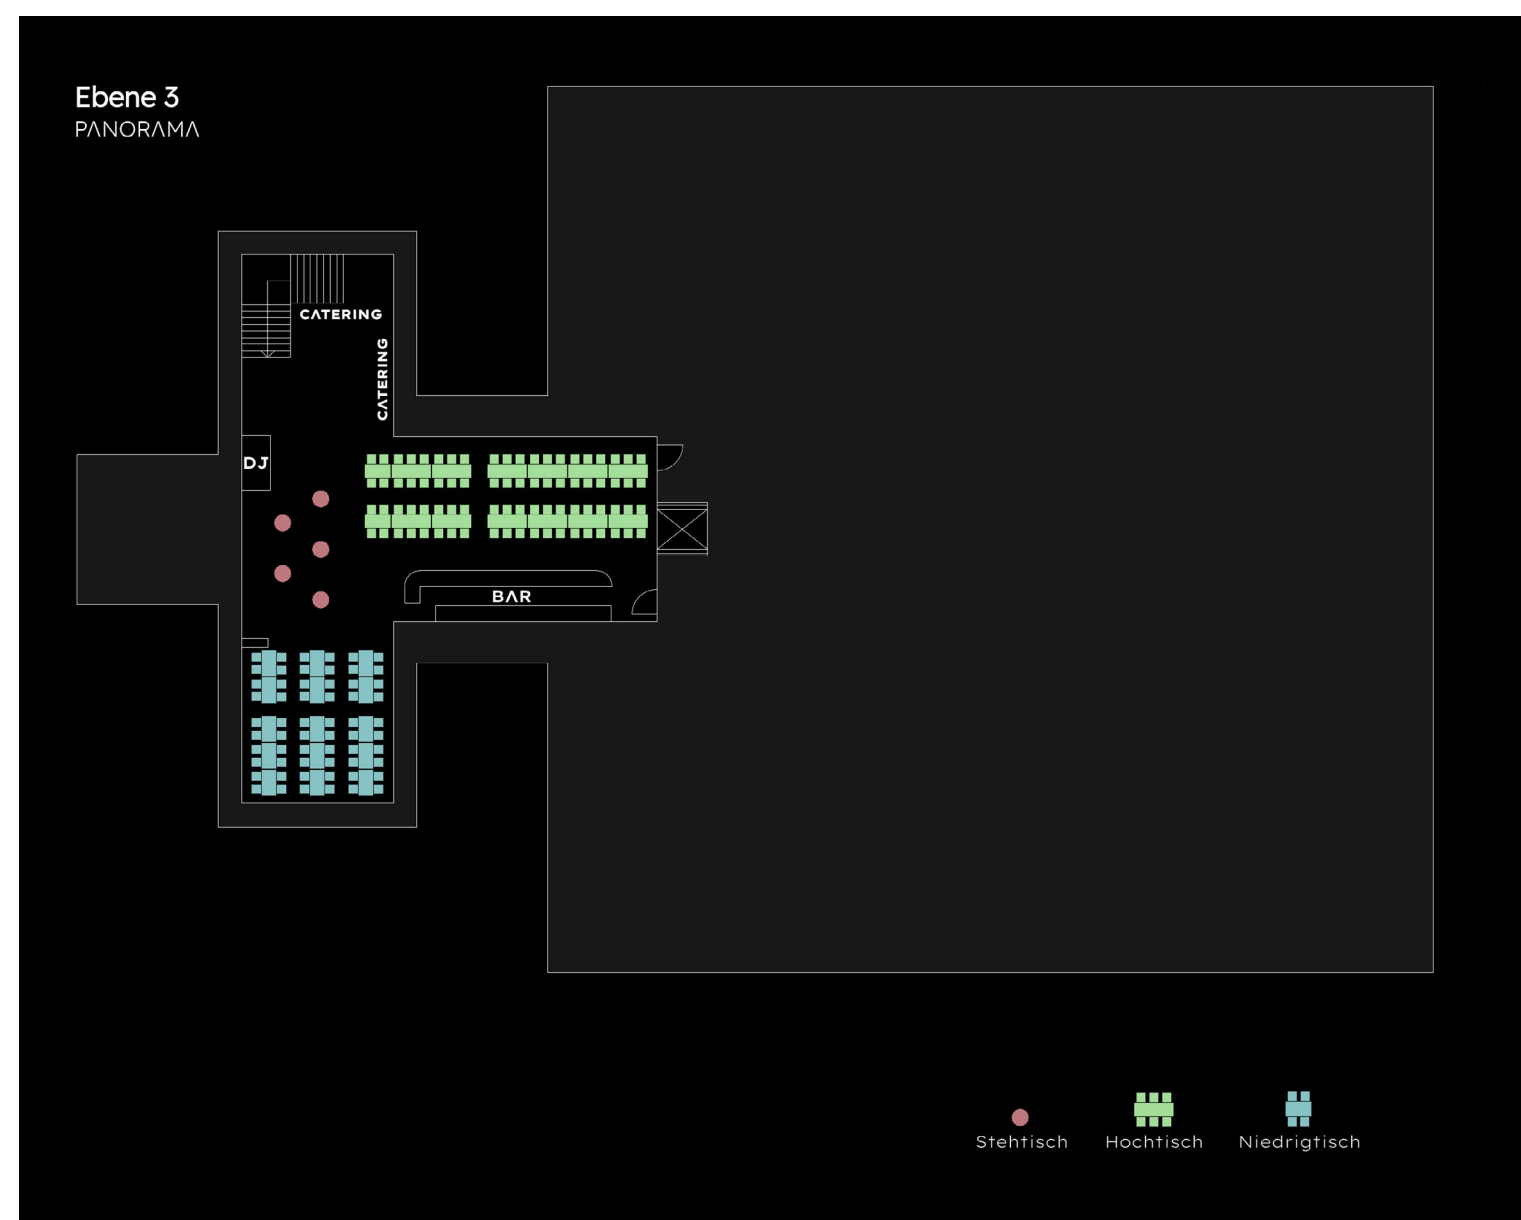 Ebene 3
PANORAMA
CATERING
CATERING
DJ
BAR
Stehtisch
Hochtisch
Niedrigtisch